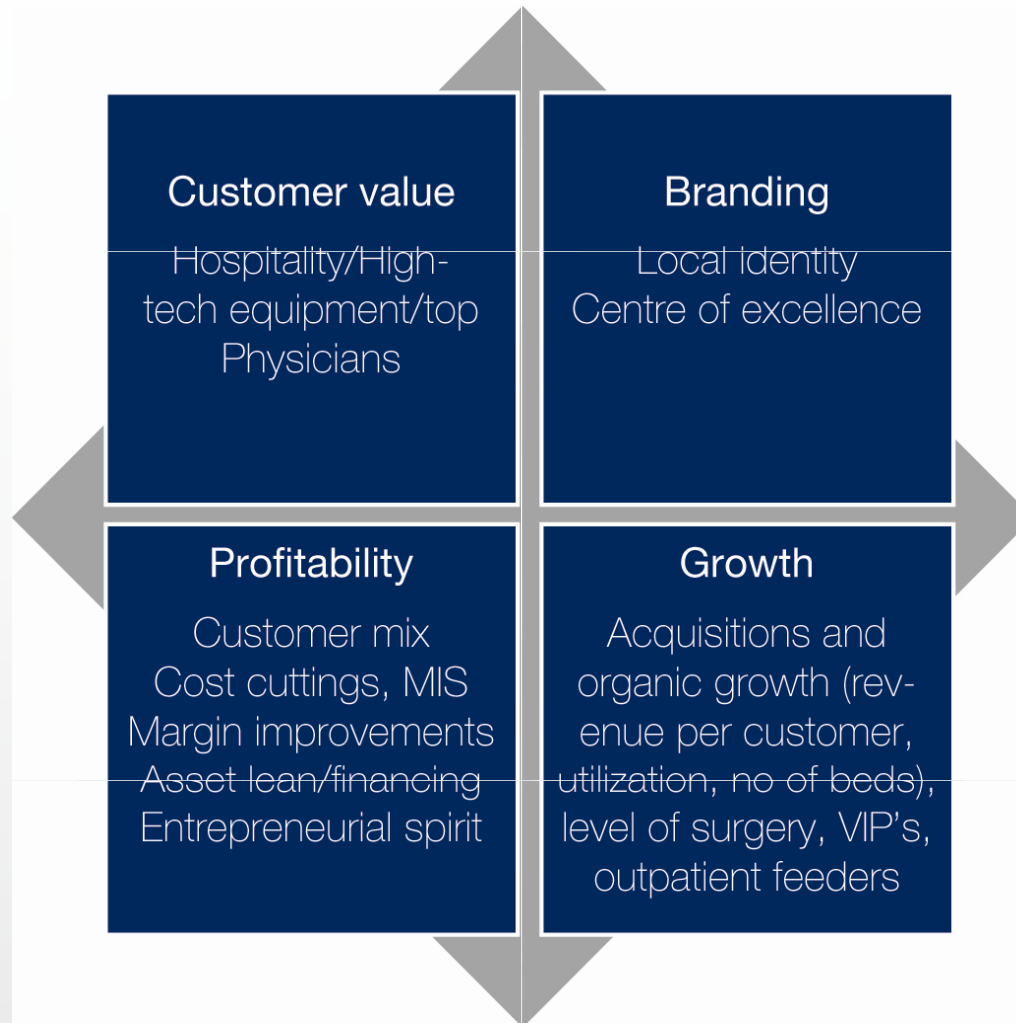 Customer value
Hospitality/High-
tech equipment/top
Physicians
Branding
Local identity
Centre of excellence
Profitability
Customer mix
Cost cuttings, MIS
Margin improvements
Asset lean/financing
Entrepreneurial spirit
Growth
Acquisitions and
organic growth (rev-
enue per customer,
utilization, no of beds),
level of surgery, VIP's,
outpatient feeders